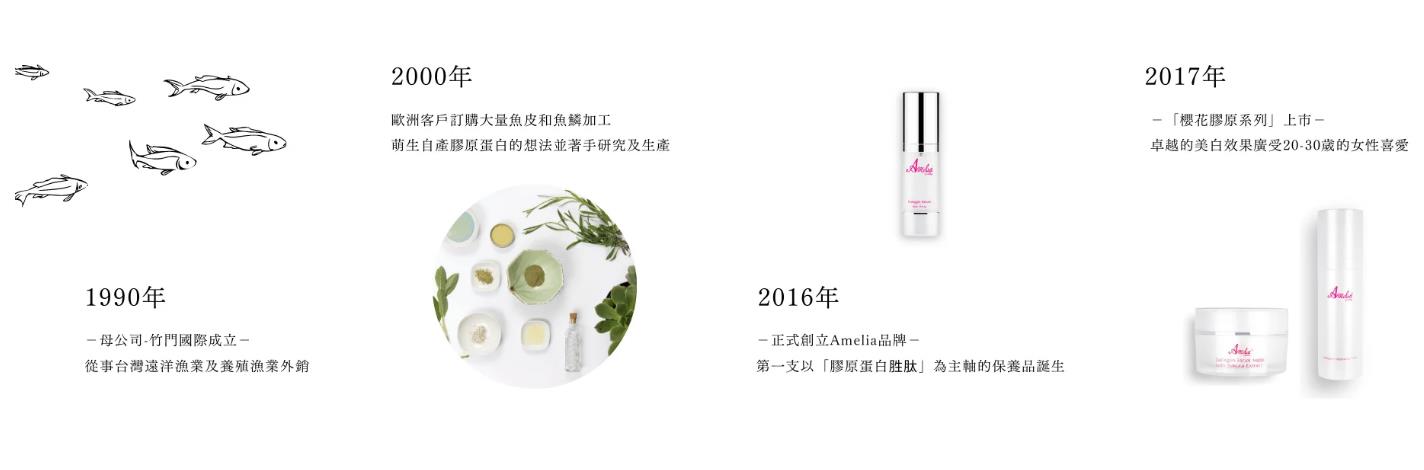 1990年
－母公司-竹門國際成立－
從事台灣遠洋漁業及養殖漁業外銷
2000年
歐洲客戶訂購大量魚皮和魚鱗加工
萌生自產膠原蛋白的想法並著手研究及生產
Amelia
2016年
－正式創立Amelia品牌－
第一支以「膠原蛋白胜肽」為主軸的保養品誕生
2017年
－「櫻花膠原系列」上市－
卓越的美白效果廣受20-30歲的女性喜愛
Amelia
Amelia